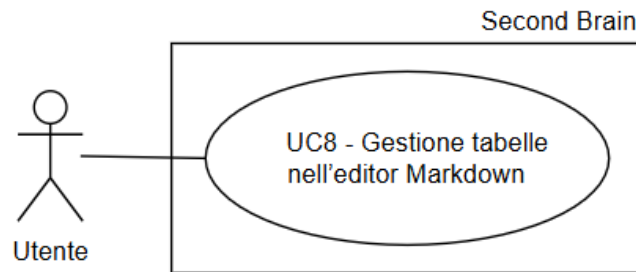 Second Brain
UC8 - Gestione tabelle
nell'editor Markdown
Utente